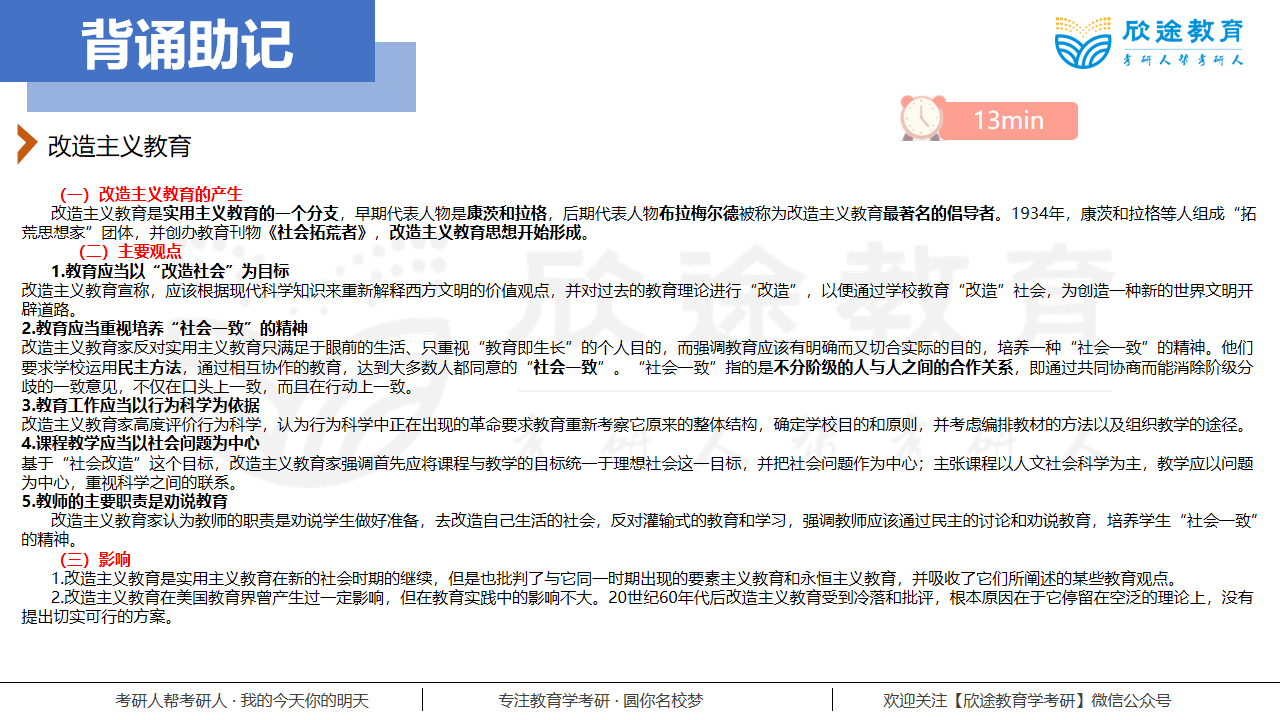 背诵助记
欣途教育
考研人帮考研人
13min
改造主义教育
（一）改造主义教育的产生
改造主义教育是实用主义教育的一个分支，早期代表人物是康茨和拉格，后期代表人物布拉梅尔德被称为改造主义教育最著名的倡导者。1934年，康茨和拉格等人组成“拓
荒思想家”团体，并创办教育刊物《社会拓荒者》，改造主义教育思想开始形成。
（二）主要观点
1.教育应当以“改造社会”为目标
改造主义教育宣称，应该根据现代科学知识来重新解释西方文明的价值观点，并对过去的教育理论进行“改造”，以便通过学校教育“改造”社会，为创造一种新的世界文明开
辟道路。
2.教育应当重视培养“社会一致”的精神
改造主义教育家反对实用主义教育只满足于眼前的生活、只重视“教育即生长”的个人目的，而强调教育应该有明确而又切合实际的目的，培养一种“社会一致”的精神。他们
要求学校运用民主方法，通过相互协作的教育，达到大多数人都同意的“社会一致”。“社会一致”指的是不分阶级的人与人之间的合作关系，即通过共同协商而能消除阶级分
歧的一致意见，不仅在口头上一致，而且在行动上一致。
3.教育工作应当以行为科学为依据
改造主义教育家高度评价行为科学，认为行为科学中正在出现的革命要求教育重新考察它原来的整体结构，确定学校目的和原则，并考虑编排教材的方法以及组织教学的途径。
4.课程教学应当以社会问题为中心
基于“社会改造”这个目标，改造主义教育家强调首先应将课程与教学的目标统一于理想社会这一目标，并把社会问题作为中心；主张课程以人文社会科学为主，教学应以问题
为中心，重视科学之间的联系。
5.教师的主要职责是劝说教育
改造主义教育家认为教师的职责是劝说学生做好准备，去改造自己生活的社会，反对灌输式的教育和学习，强调教师应该通过民主的讨论和劝说教育，培养学生“社会一致”
的精神。
（三）影响
1.改造主义教育是实用主义教育在新的社会时期的继续，但是也批判了与它同一时期出现的要素主义教育和永恒主义教育，并吸收了它们所阐述的某些教育观点。
2.改造主义教育在美国教育界曾产生过一定影响，但在教育实践中的影响不大。20世纪60年代后改造主义教育受到冷落和批评，根本原因在于它停留在空泛的理论上，没有
提出切实可行的方案。
欣途教育
考研人帮考研人
考研人帮考研人 · 我的今天你的明天
专注教育学考研 · 圆你名校梦
欢迎关注【欣途教育学考研】微信公众号